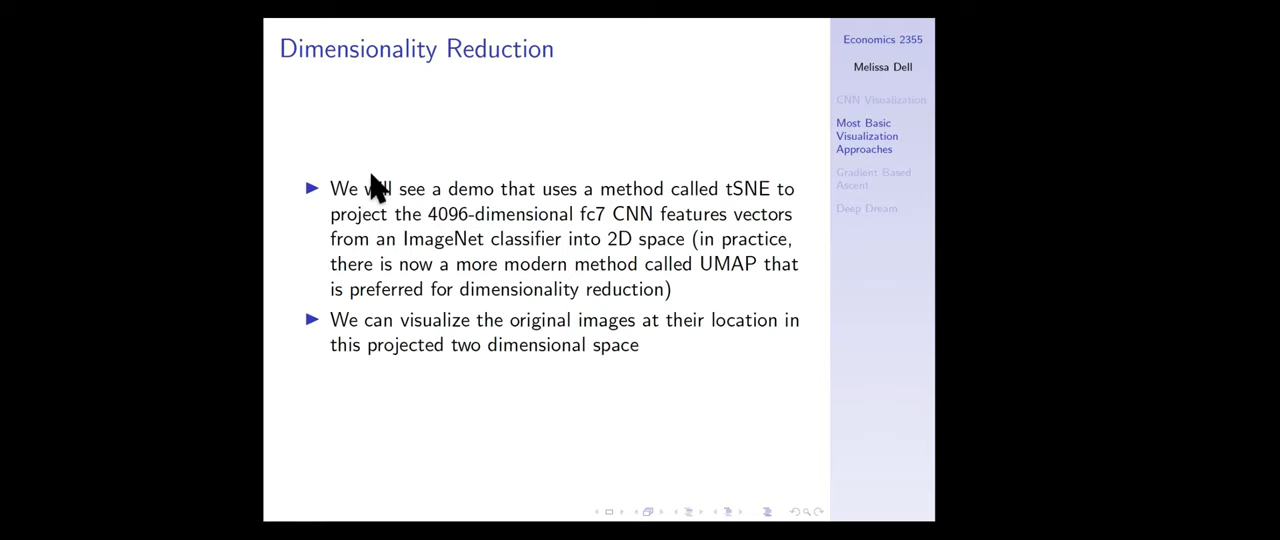 Dimensionality Reduction
We will see a demo that uses a method called tSNE to
project the 4096-dimensional fc7 CNN features vectors
from an ImageNet classifier into 2D space (in practice,
there is now a more modern method called UMAP that
is preferred for dimensionality reduction)
We can visualize the original images at their location in
this projected two dimensional space
Economics 2355
Melissa Dell
CNN Visualization
Most Basic
Visualization
Approaches
Gradient Based
Ascent
Deep Dream